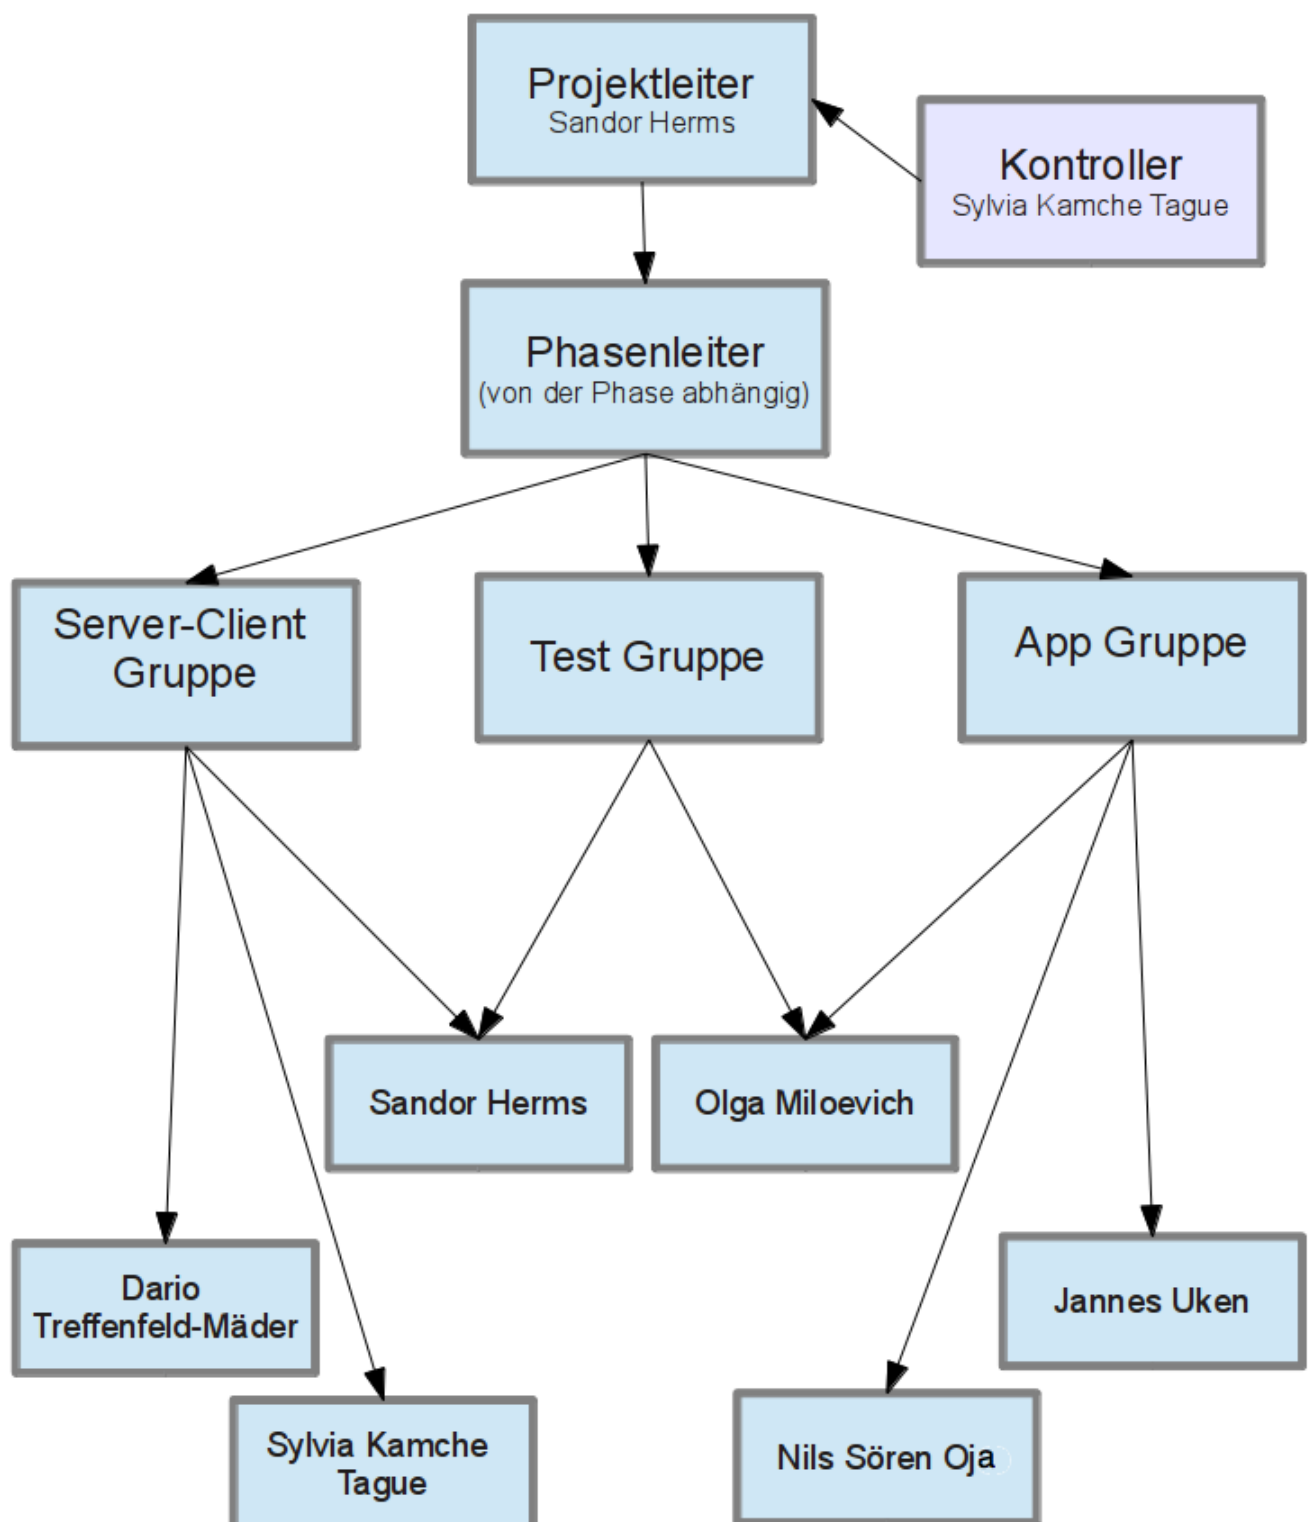 Projektleiter
Sandor Herms
Kontroller
Sylvia Kamche Tague
Phasenleiter
(von der Phase abhängig)
Server-Client
Gruppe
Test Gruppe
App Gruppe
Sandor Herms
Olga Miloevich
Dario
Treffenfeld-Mäder
Jannes Uken
Sylvia Kamche
Tague
Nils Sören Oja